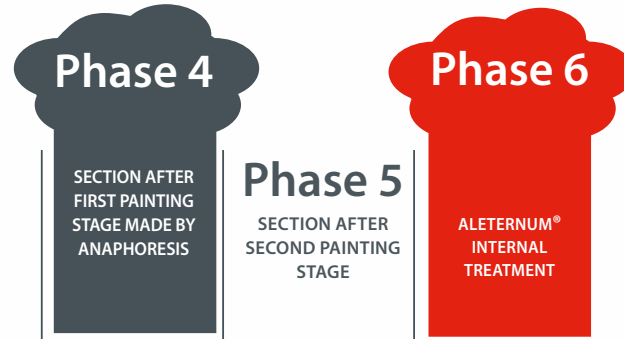 Phase 4
SECTION AFTER
FIRST PAINTING
STAGE MADE BY
ANAPHORESIS
Phase 5
SECTION AFTER
SECOND PAINTING
STAGE
Phase 6
ALETERNUM®
INTERNAL
TREATMENT